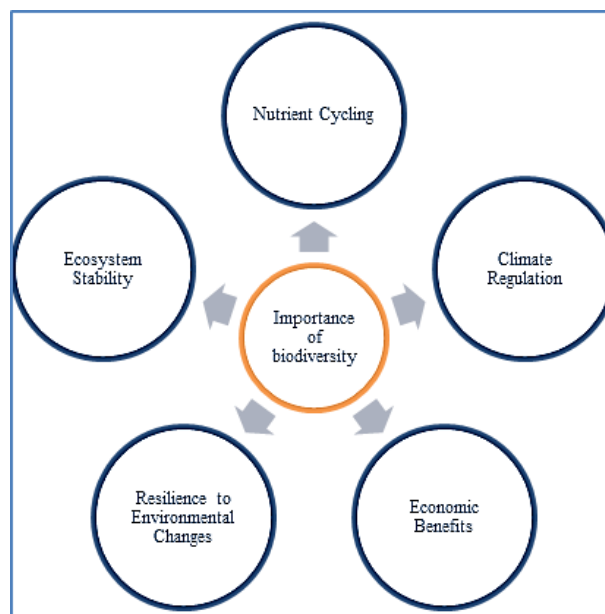 Nutrient Cycling
Ecosystem
Stability
Climate
Regulation
Importance
of
biodiversity
Resilience to
Environmental
Changes
Economic
Benefits